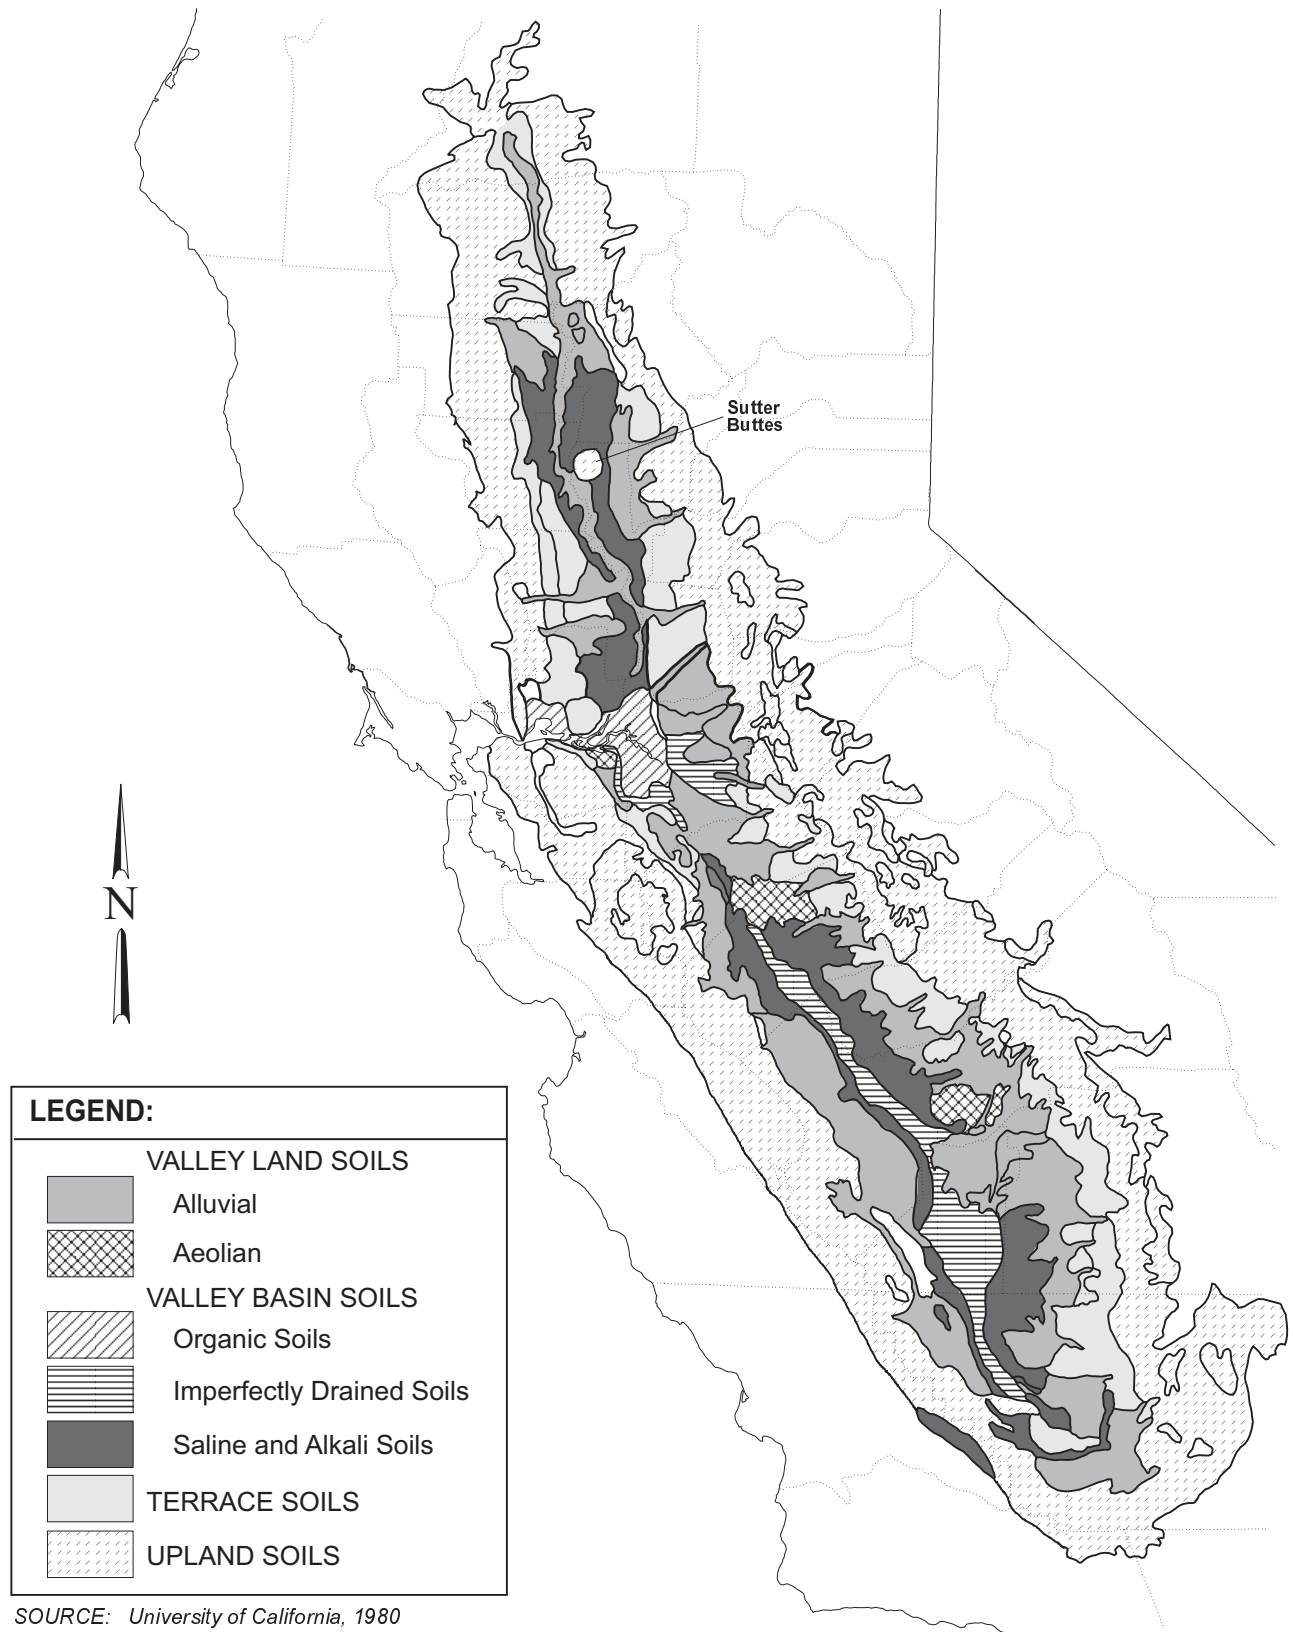 Sutter
Buttes
N
LEGEND:
VALLEY LAND SOILS
Alluvial
Aeolian
VALLEY BASIN SOILS
Organic Soils
Imperfectly Drained Soils
Saline and Alkali Soils
TERRACE SOILS
UPLAND SOILS
SOURCE: University of California, 1980